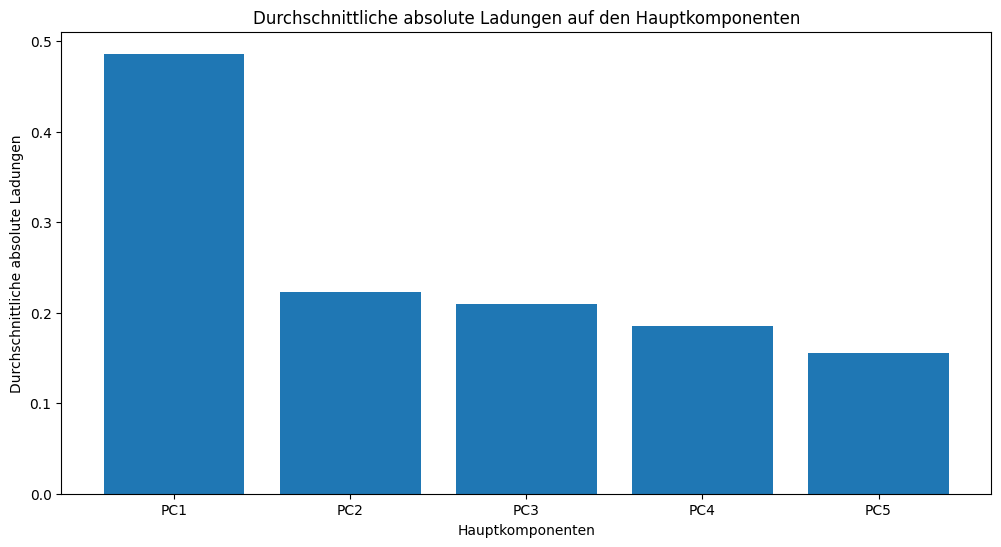 Durchschnittliche absolute Ladungen auf den Hauptkomponenten
Durchschnittliche absolute Ladungen
0.5
0.4
0.3
0.2
0.1
0.0
PC1 PC2 PC3 PC4 PC5
Hauptkomponenten